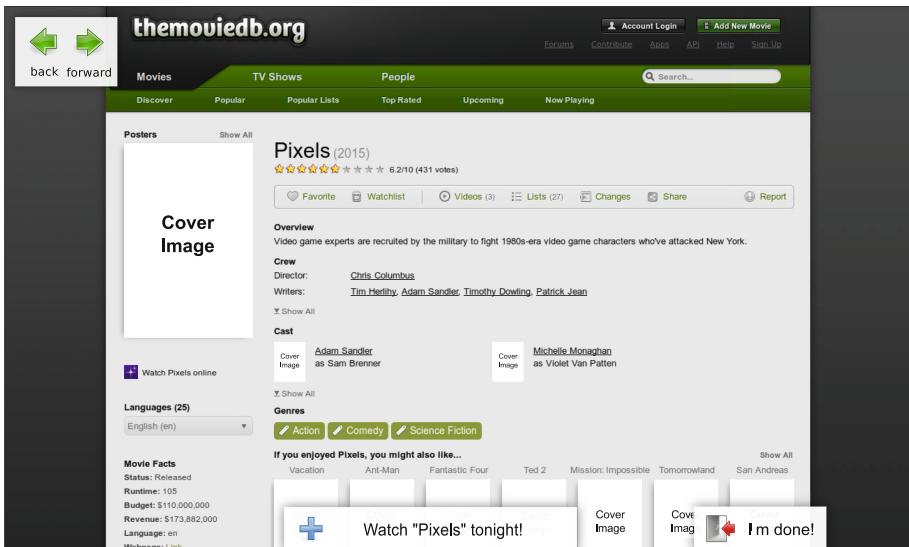 themoviedb.org
Account Login
Add New Movie
Forums Contribute Apps API Help Sign Up
back forward
Movies TV Shows People
Search...
Discover Popular Popular Lists Top Rated Upcoming Now Playing
Posters Show All
Cover
Image
Watch Pixels online
Languages (25)
English (en)
Movie Facts
Status: Released
Runtime: 105
Budget: $110,000,000
Revenue: $173,882,000
Language: en
Webpage: Link
Pixels (2015)
6.2/10 (431 votes)
Favorite Watchlist Videos (3) Lists (27) Changes Share Report
Overview
Video game experts are recruited by the military to fight 1980s-era video game characters who've attacked New York.
Crew
Director: Chris Columbus
Writers: Tim Herlihy, Adam Sandler, Timothy Dowling, Patrick Jean
Show All
Cast
Cover
Image
Adam Sandler
as Sam Brenner
Cover
Image
Michelle Monaghan
as Violet Van Patten
Show All
Genres
Action Comedy Science Fiction
If you enjoyed Pixels, you might also like... Show All
Vacation Ant-Man Fantastic Four Ted 2 Mission: Impossible Tomorrowland San Andreas
Cover
Image
Watch "Pixels" tonight!
I'm done!